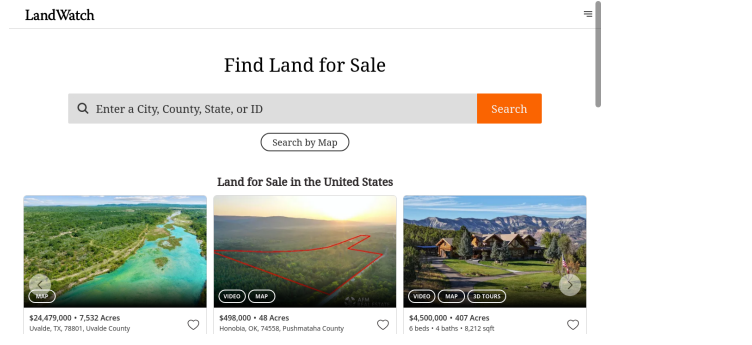 LandWatch
Find Land for Sale
Enter a City, County, State, or ID
Search
Search by Map
Land for Sale in the United States
MAP
VIDEO MAP
VIDEO MAP 3D TOURS
$24,479,000 • 7,532 Acres
Uvalde, TX, 78801, Uvalde County
$498,000 • 48 Acres
Honobia, OK, 74558, Pushmataha County
$4,500,000 • 407 Acres
6 beds • 4 baths • 8,212 sqft